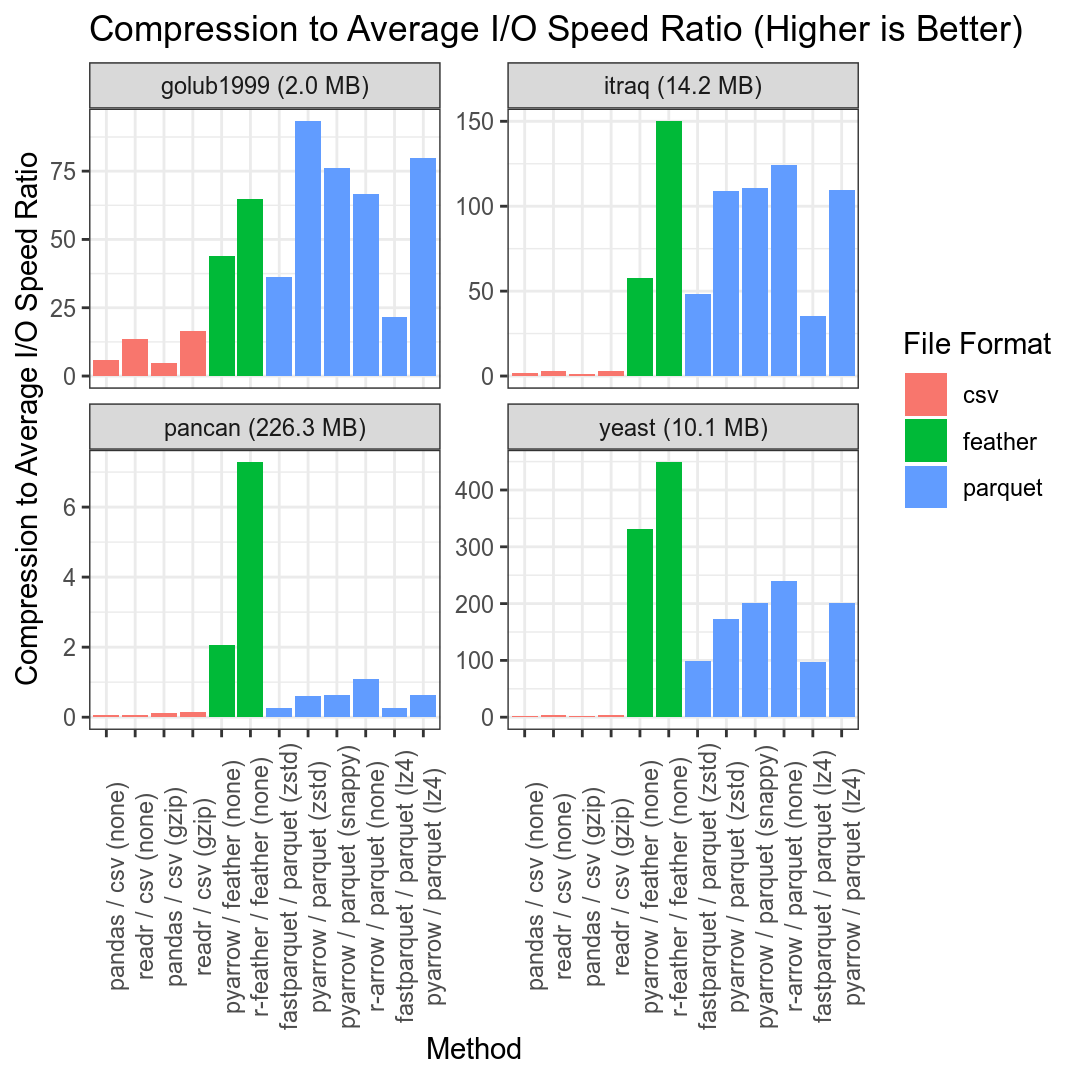 Compression to Average I/O Speed Ratio (Higher is Better)
Compression to Average I/O Speed Ratio
golub1999 (2.0 MB)
75
50
25
0
itraq (14.2 MB)
150
100
50
0
pancan (226.3 MB)
6
4
2
0
yeast (10.1 MB)
400
300
200
100
0
pandas / csv (none)
readr / csv (none)
pandas / csv (gzip)
readr / csv (gzip)
pyarrow / feather (none)
r-feather / feather (none)
fastparquet / parquet (zstd)
pyarrow / parquet (zstd)
pyarrow / parquet (snappy)
r-arrow / parquet (none)
fastparquet / parquet (lz4)
pyarrow / parquet (lz4)
pandas / csv (none)
readr / csv (none)
pandas / csv (gzip)
readr / csv (gzip)
pyarrow / feather (none)
r-feather / feather (none)
fastparquet / parquet (zstd)
pyarrow / parquet (zstd)
pyarrow / parquet (snappy)
r-arrow / parquet (none)
fastparquet / parquet (lz4)
pyarrow / parquet (lz4)
Method
File Format
csv
feather
parquet